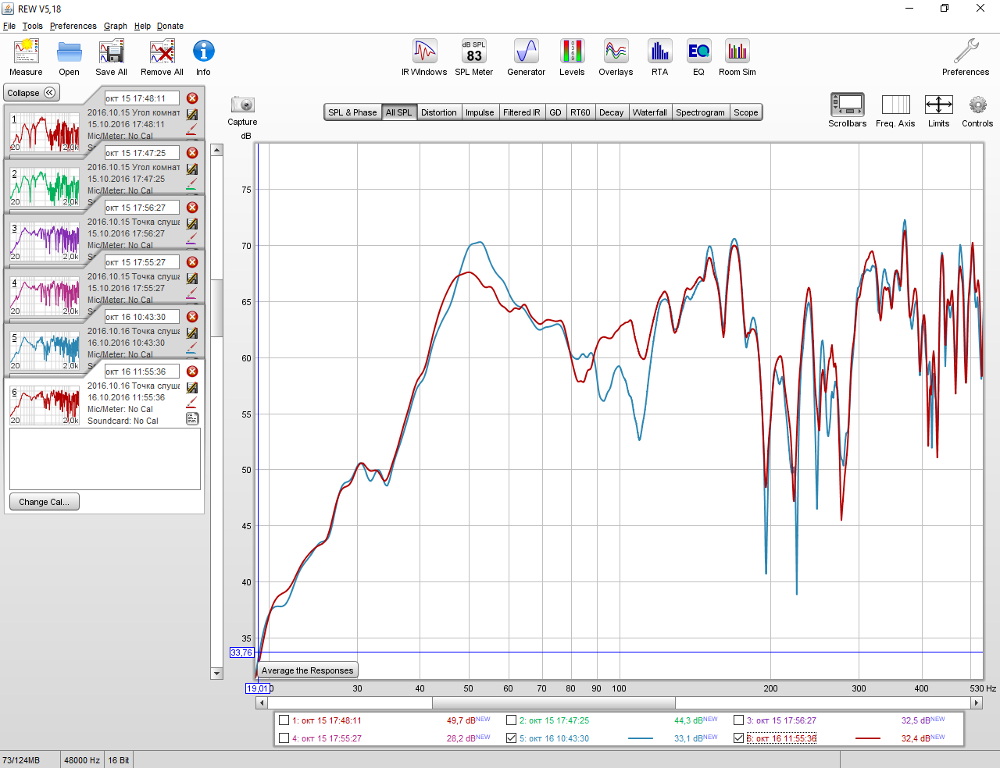 REW V5,18
File Tools Preferences Graph Help Donate
dB SPL
83
Measure Open Save All Remove All Info IR Windows SPL Meter Generator Levels Overlays RTA EQ Room Sim Preferences
Collapse
Capture
SPL & Phase All SPL Distortion Impulse Filtered IR GD RT60 Decay Waterfall Spectrogram Scope
Scrollbars Freq. Axis Limits Controls
окт 15 17:48:11
1
2016.10.15 Угол комнат
15.10.2016 17:48:11
Mic/Meter: No Cal
20 2,0k
окт 15 17:47:25
2
2016.10.15 Угол комнат
15.10.2016 17:47:25
Mic/Meter: No Cal
20 2,0k
окт 15 17:56:27
3
2016.10.15 Точка слуша
15.10.2016 17:56:27
Mic/Meter: No Cal
20 2,0k
окт 15 17:55:27
4
2016.10.15 Точка слуша
15.10.2016 17:55:27
Mic/Meter: No Cal
20 2,0k
окт 16 10:43:30
5
2016.10.16 Точка слуша
16.10.2016 10:43:30
Mic/Meter: No Cal
20 2,0k
окт 16 11:55:36
6
2016.10.16 Точка слуша
16.10.2016 11:55:36
Mic/Meter: No Cal
Soundcard: No Cal
20 2,0k
Change Cal...
dB
75
70
65
60
55
50
45
40
35
33,76
Average the Responses
19,01 30 40 50 60 70 80 90 100 200 300 400 530 Hz
1: окт 15 17:48:11 49,7 dB NEW 2: окт 15 17:47:25 44,3 dB NEW 3: окт 15 17:56:27 32,5 dB NEW
4: окт 15 17:55:27 28,2 dB NEW 5: окт 16 10:43:30 33,1 dB NEW 6: окт 16 11:55:36 32,4 dB NEW
73/124MB 48000 Hz 16 Bit